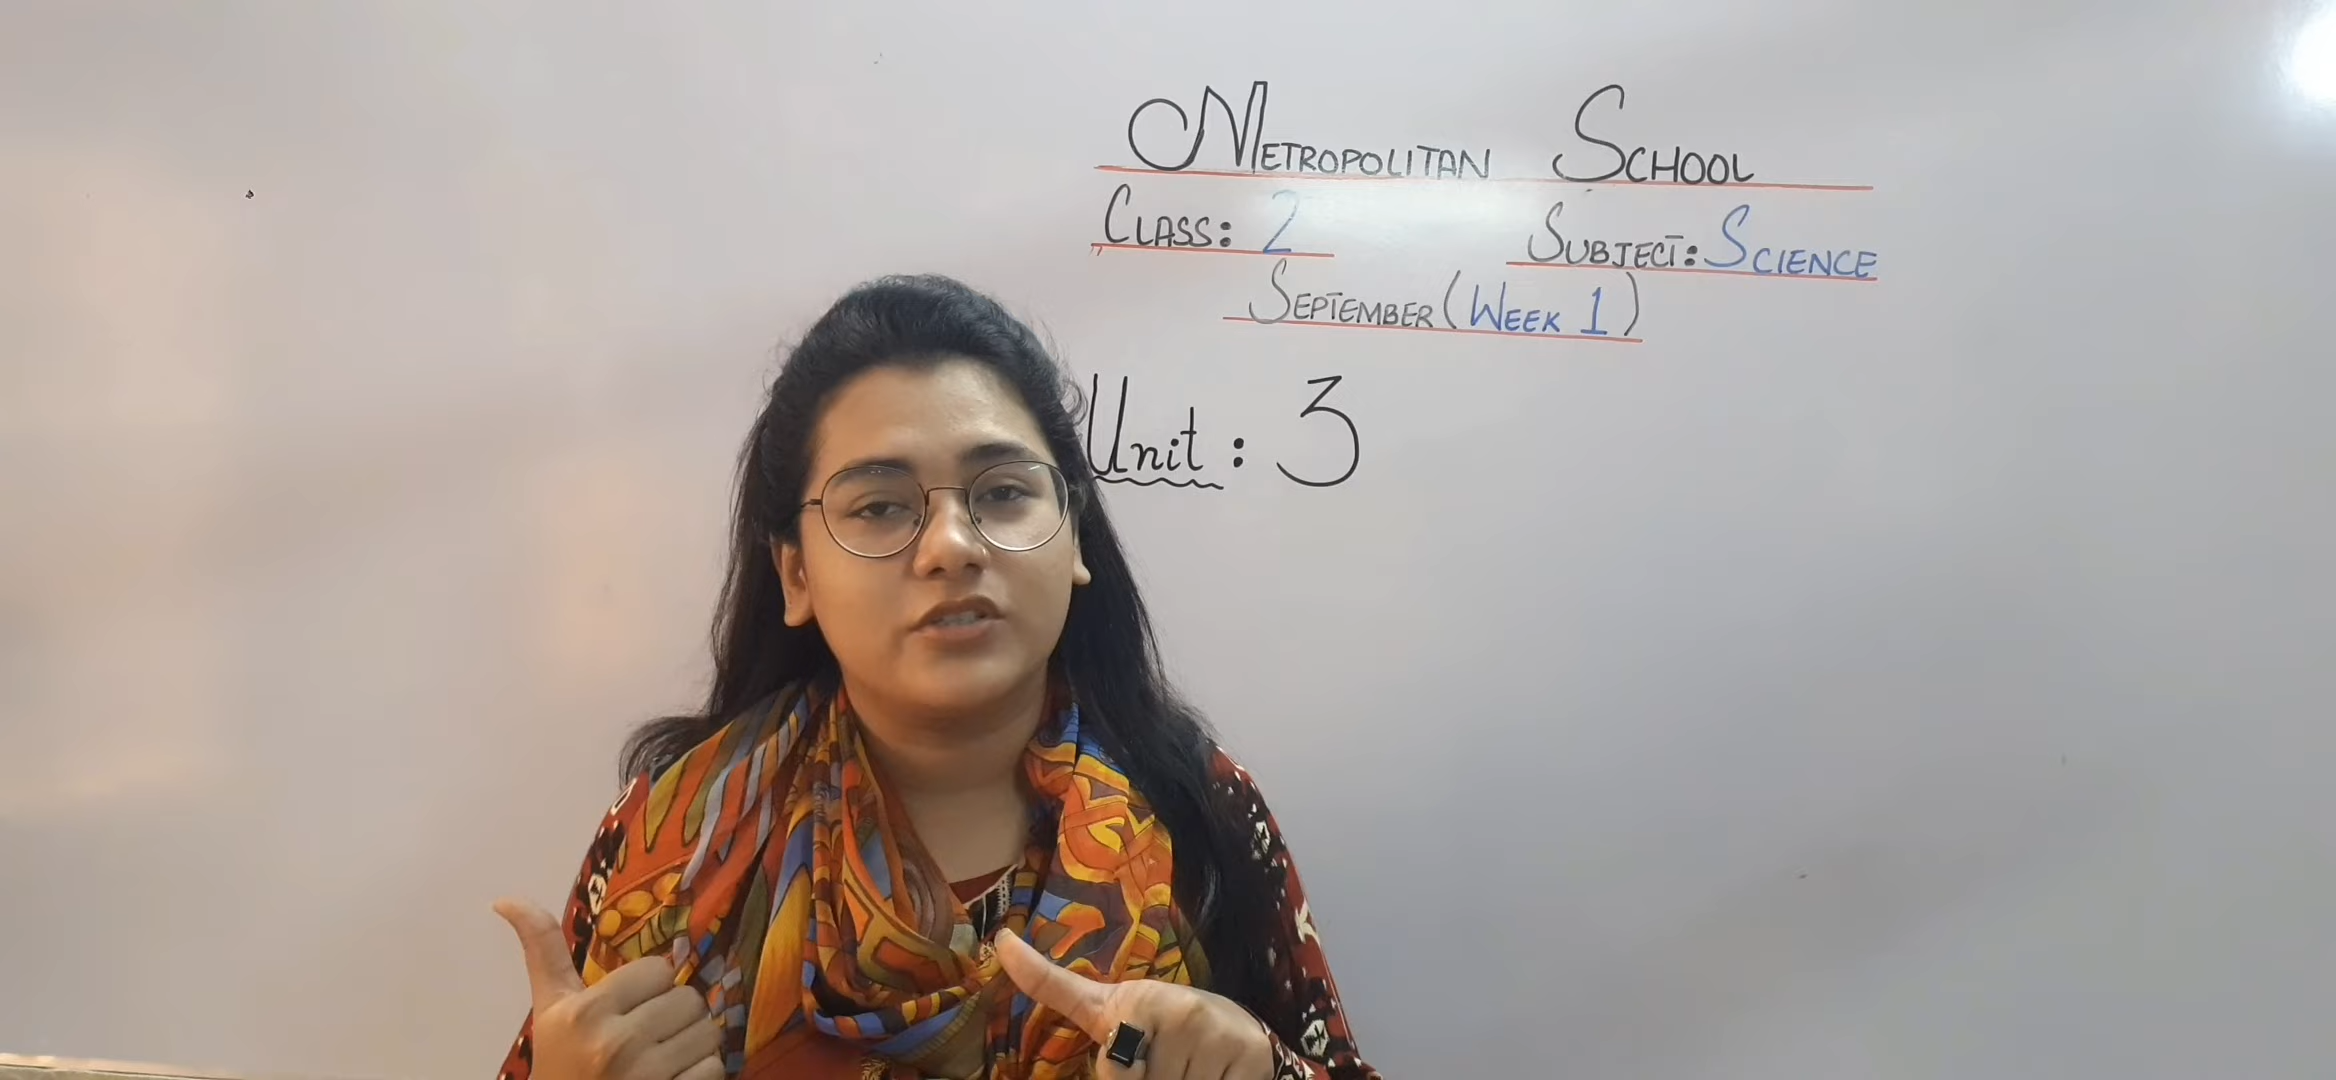 METROPOLITAN SCHOOL
CLASS: 2 SUBJECT: SCIENCE
SEPTEMBER (WEEK 1)
Unit: 3